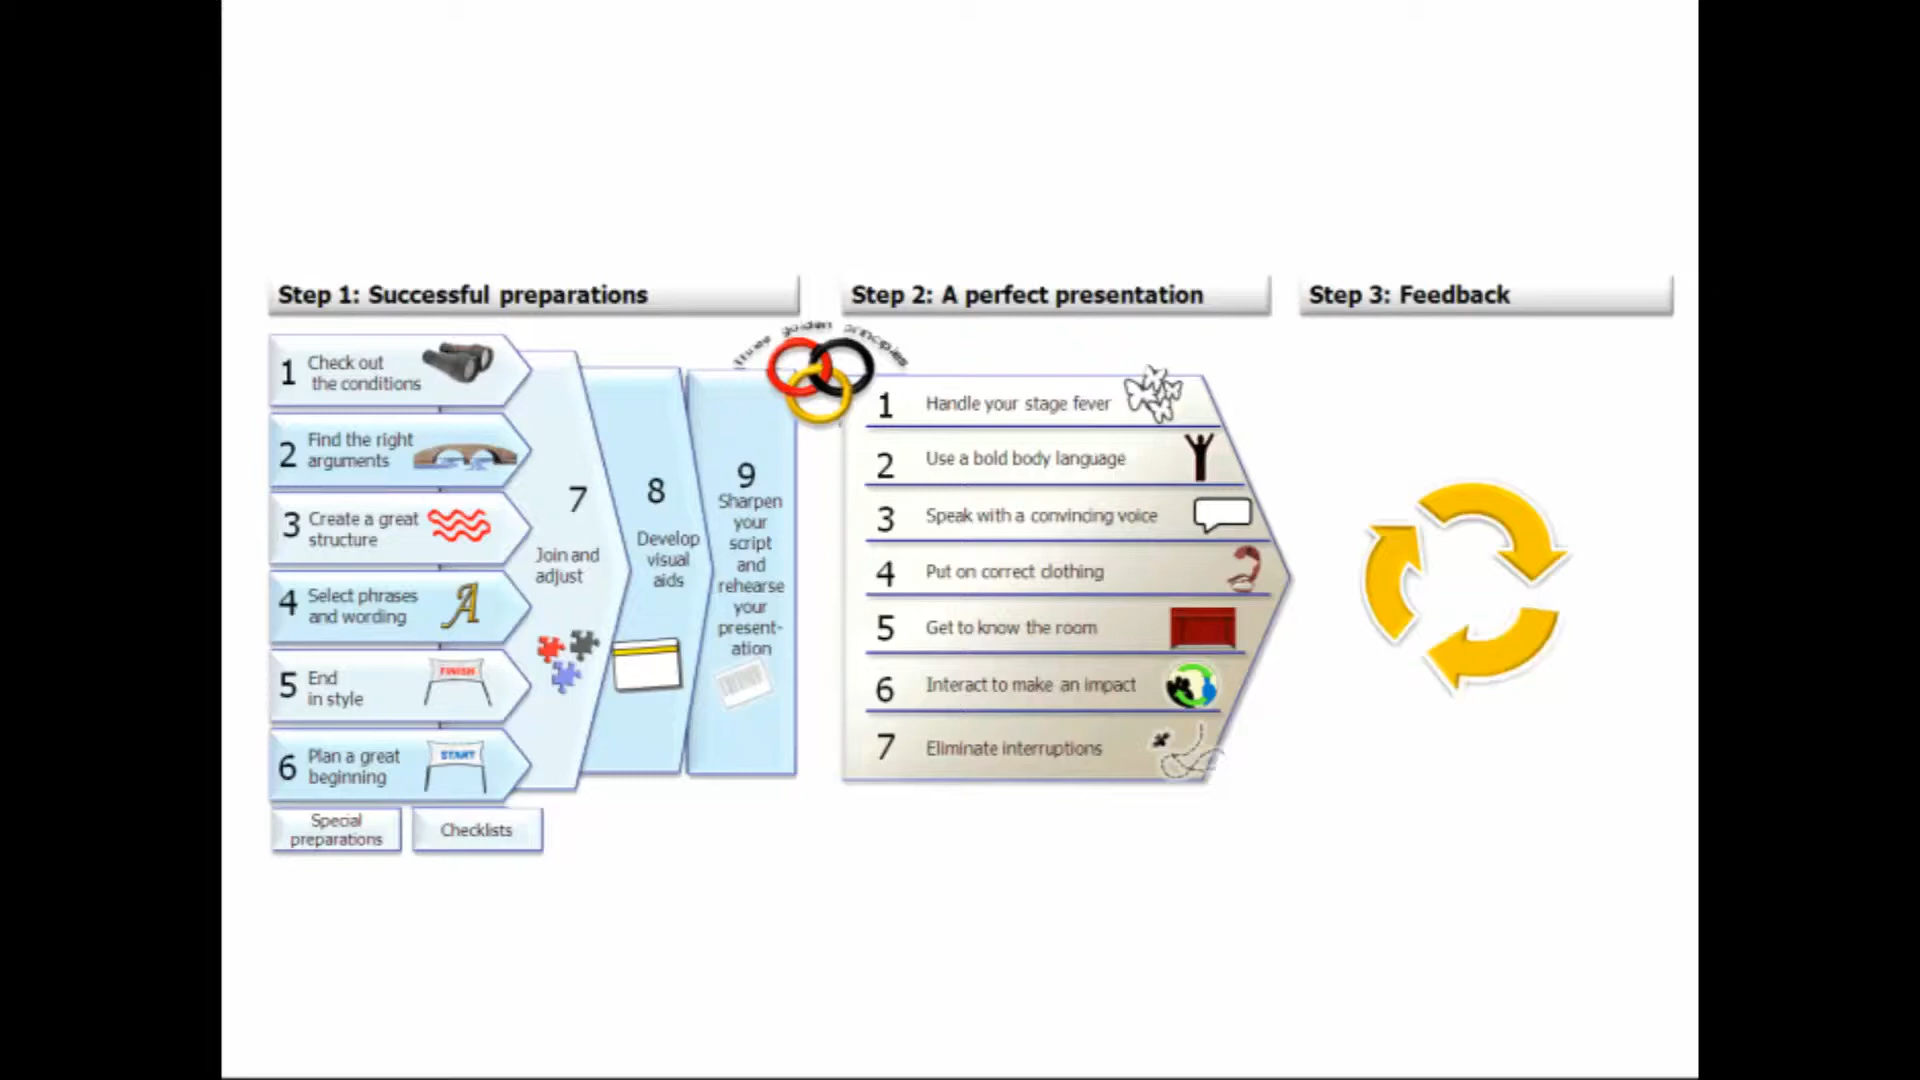 Step 1: Successful preparations
1
Check out
the conditions
2
Find the right
arguments
3
Create a great
structure
4
Select phrases
and wording
5
End
in style
FINISH
6
Plan a great
beginning
START
Special
preparations
Checklists
7
Join and
adjust
8
Develop
visual
aids
9
Sharpen
your
script
and
rehearse
your
present-
ation
Three golden principles
Step 2: A perfect presentation
1 Handle your stage fever
2 Use a bold body language
3 Speak with a convincing voice
4 Put on correct clothing
5 Get to know the room
6 Interact to make an impact
7 Eliminate interruptions
Step 3: Feedback